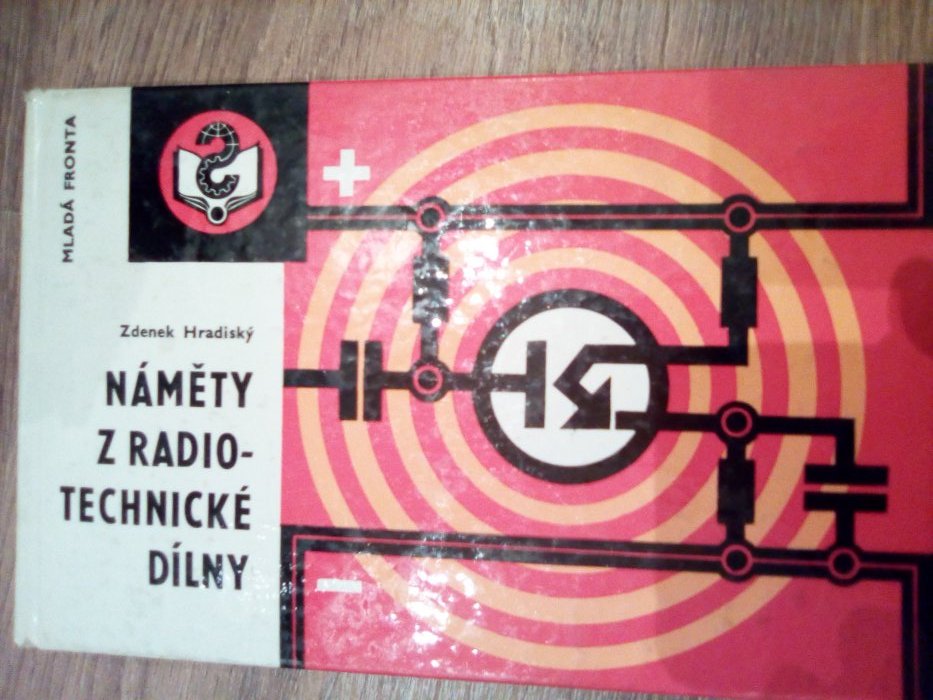 MLADÁ FRONTA
Zdenek Hradiský
NÁMĚTY
Z RADIO-
TECHNICKÉ
DÍLNY